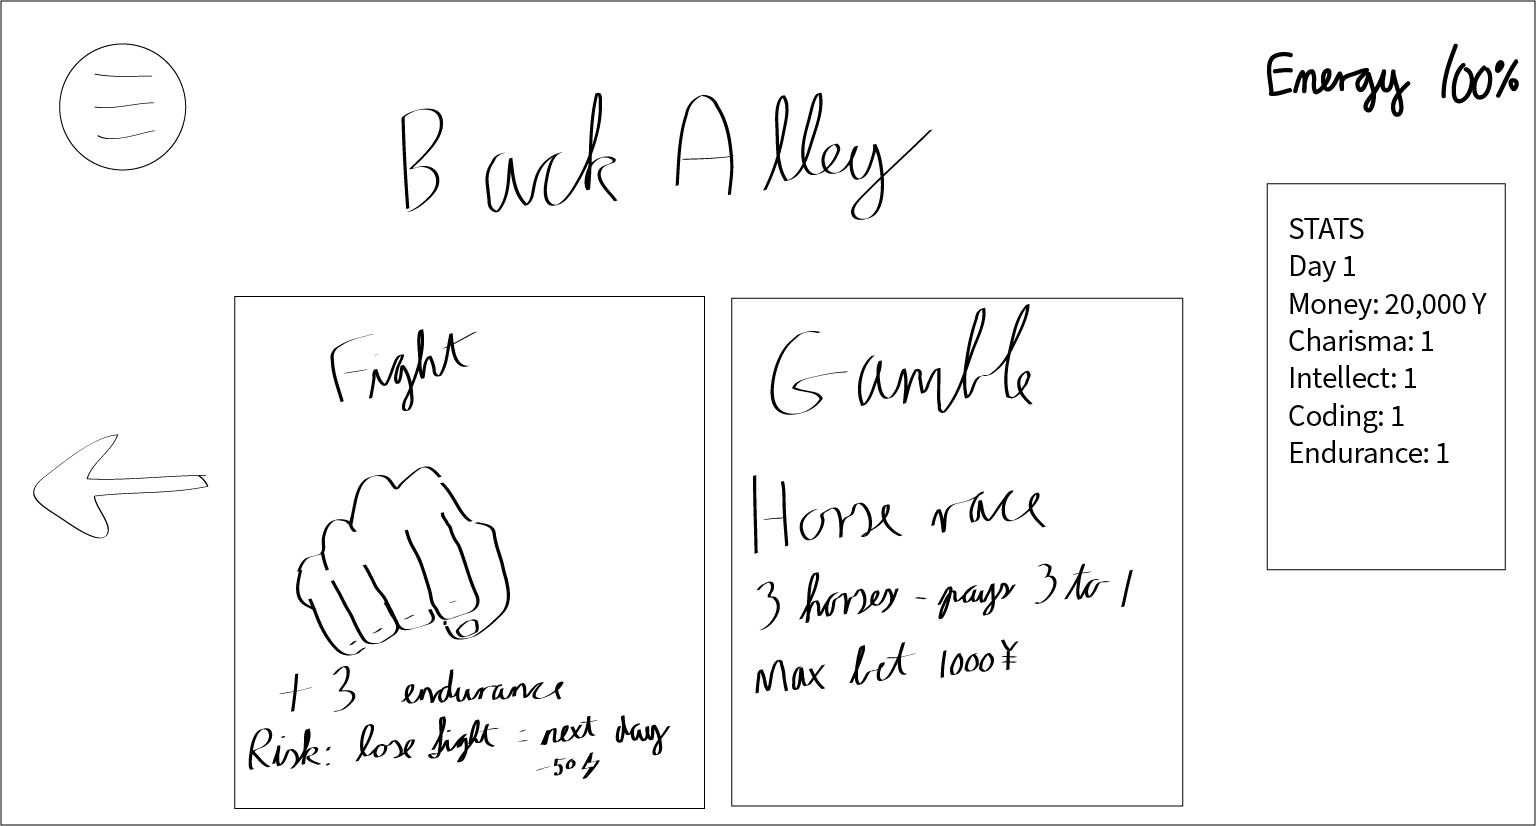 Energy 100%
Back Alley
STATS
Day 1
Money: 20,000 Y
Charisma: 1
Intellect: 1
Coding: 1
Endurance: 1
Fight
+ 3 endurance
Risk: lose fight = next day
-50⚡
Gamble
Horse race
3 horses - pays 3 to 1
Max bet 1000¥